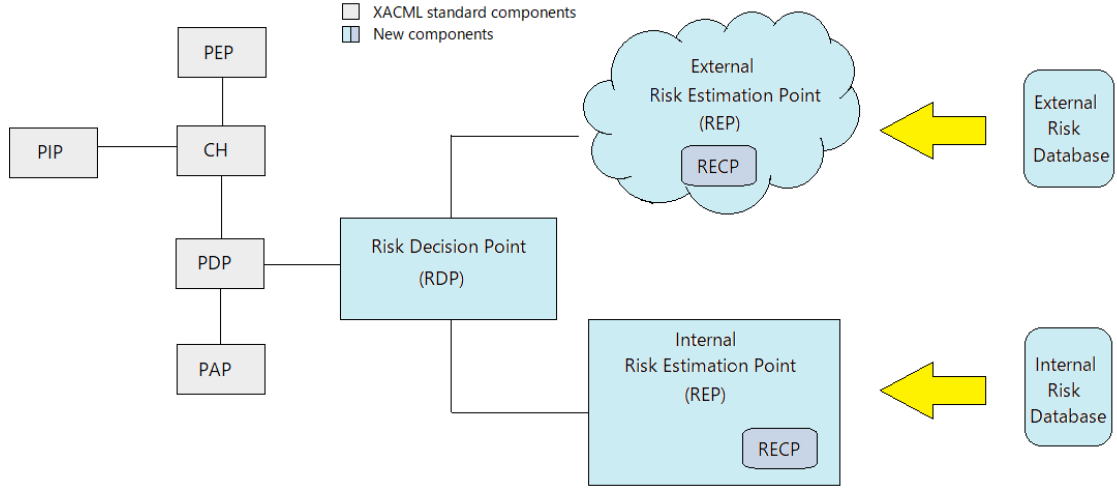 XACML standard components
New components
PEP
PIP
CH
PDP
PAP
Risk Decision Point
(RDP)
External
Risk Estimation Point
(REP)
RECP
External
Risk
Database
Internal
Risk Estimation Point
(REP)
RECP
Internal
Risk
Database